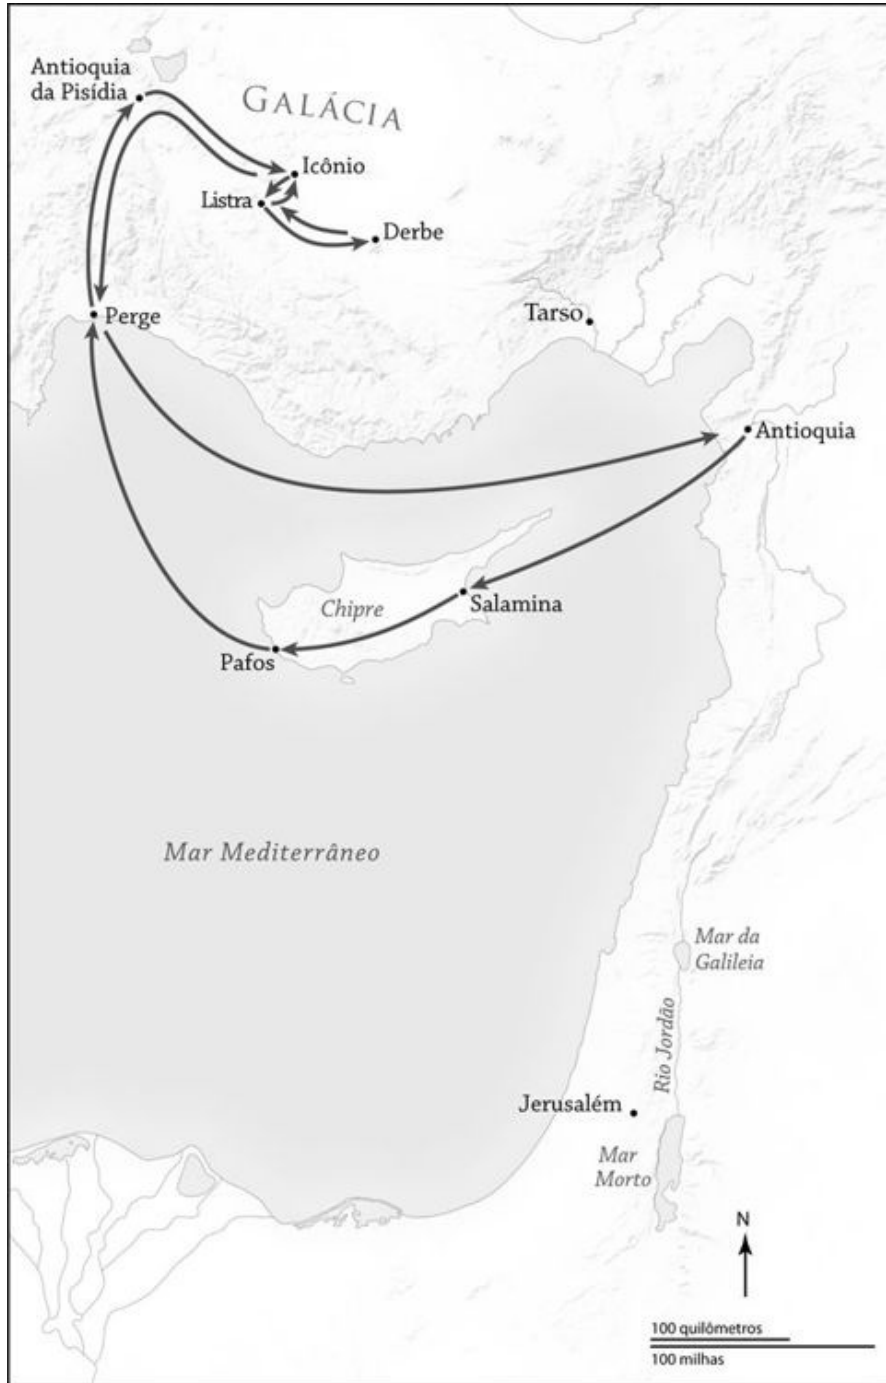 Antioquia
da Pisídia
GALÁCIA
Icônio
Listra
Derbe
Perge
Tarso
Antioquia
Chipre
Salamina
Pafos
Mar Mediterrâneo
Mar da
Galileia
Rio Jordão
Jerusalém
Mar
Morto
N
100 quilômetros
100 milhas